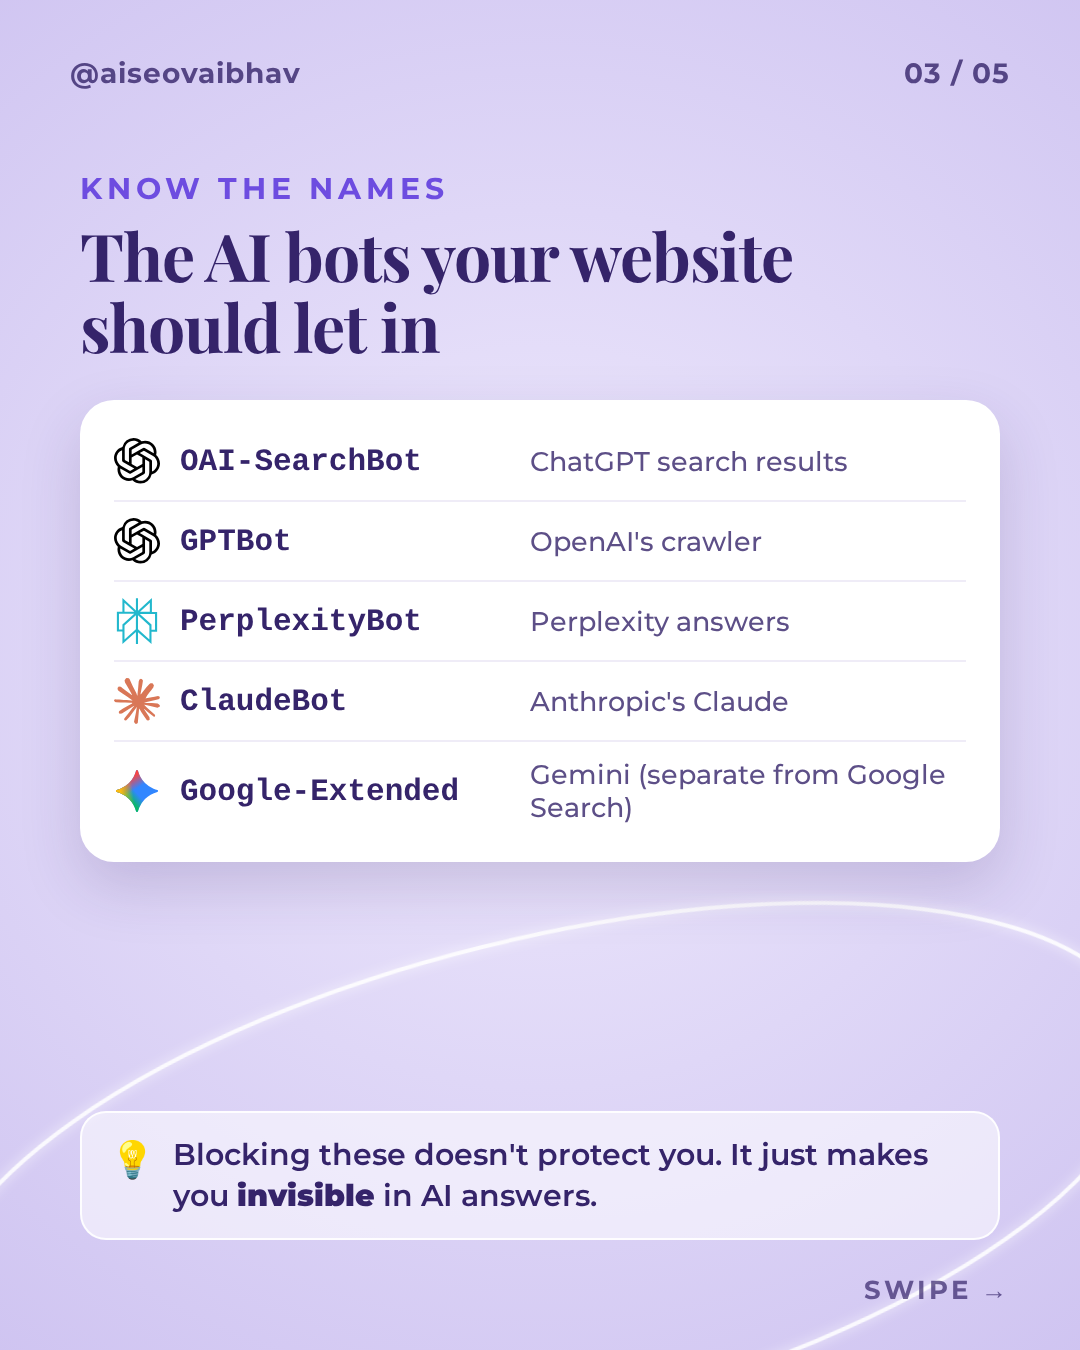 @aiseovaibhav
03 / 05
KNOW THE NAMES
The AI bots your website
should let in
OAI-SearchBot ChatGPT search results
GPTBot OpenAI's crawler
PerplexityBot Perplexity answers
ClaudeBot Anthropic's Claude
Google-Extended Gemini (separate from Google
Search)
💡 Blocking these doesn't protect you. It just makes
you invisible in AI answers.
SWIPE →